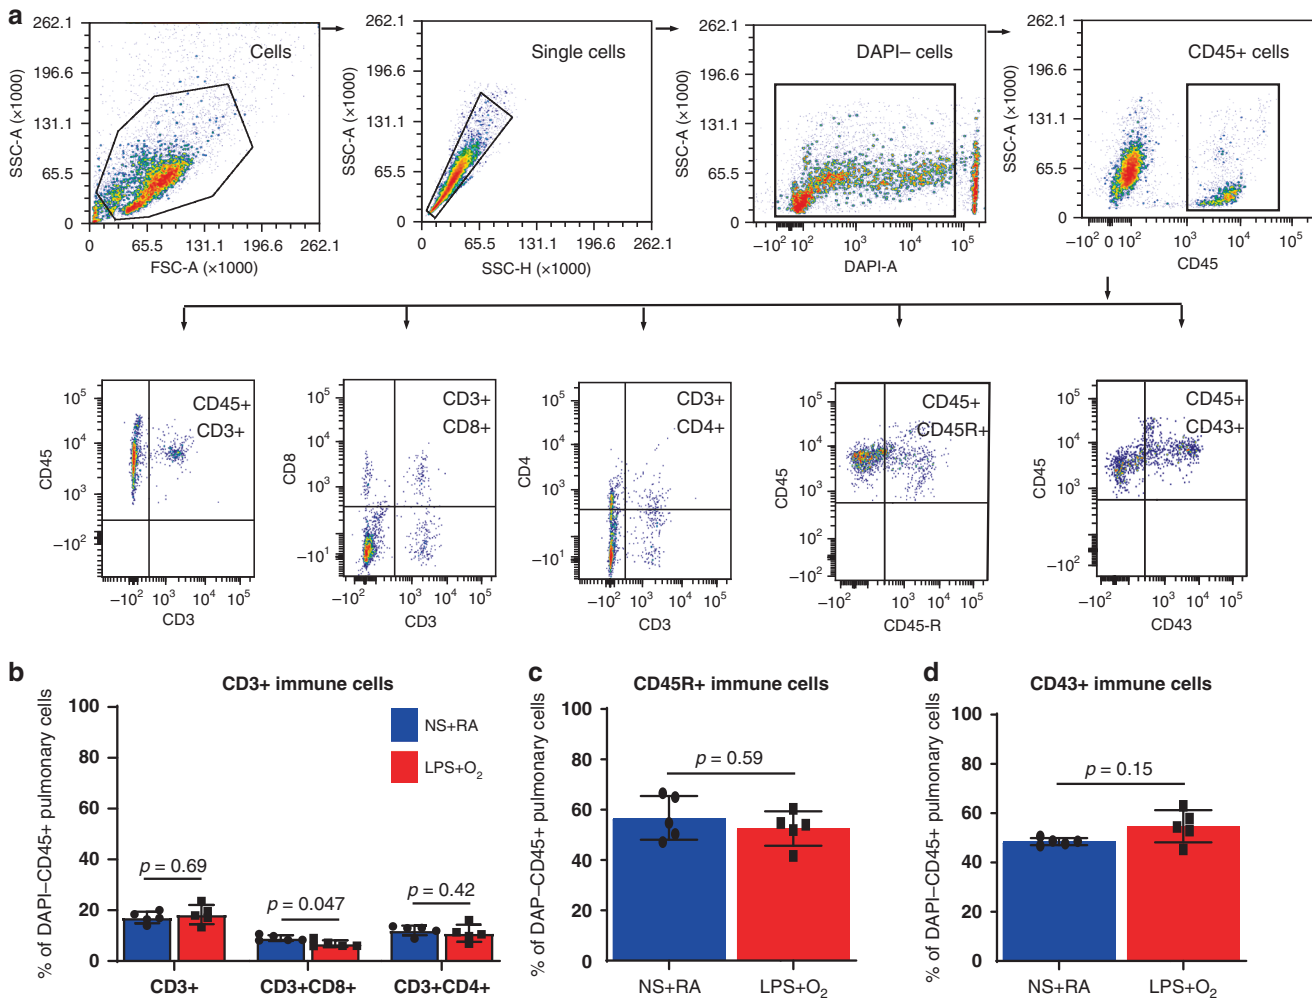 a
262.1
196.6
131.1
65.5
0
SSC-A (×1000)
Cells
0 65.5 131.1 196.6 262.1
FSC-A (×1000)
262.1
196.6
131.1
65.5
0
SSC-A (×1000)
Single cells
0 65.5 131.1 196.6 262.1
SSC-H (×1000)
262.1
196.6
131.1
65.5
0
SSC-A (×1000)
DAPI– cells
–10² 10² 10³ 10⁴ 10⁵
DAPI-A
262.1
196.6
131.1
65.5
0
SSC-A (×1000)
CD45+ cells
–10² 0 10² 10³ 10⁴ 10⁵
CD45
10⁵
10⁴
10³
–10²
CD45
CD45+
CD3+
–10² 10³ 10⁴ 10⁵
CD3
10⁵
10⁴
10³
–10¹
CD8
CD3+
CD8+
–10² 10³ 10⁴ 10⁵
CD3
10⁵
10⁴
10³
–10¹
CD4
CD3+
CD4+
–10² 10³ 10⁴ 10⁵
CD3
10⁵
10⁴
10³
10²
–10²
CD45
CD45+
CD45R+
–10² 10³ 10⁴ 10⁵
CD45-R
10⁵
10⁴
10³
–10²
CD45
CD45+
CD43+
–10² 10³ 10⁴ 10⁵
CD43
b
CD3+ immune cells
% of DAPI–CD45+ pulmonary cells
100
80
60
40
20
0
NS+RA
LPS+O₂
p = 0.69
p = 0.047
p = 0.42
CD3+ CD3+CD8+ CD3+CD4+
c
CD45R+ immune cells
% of DAP–CD45+ pulmonary cells
100
80
60
40
20
0
p = 0.59
NS+RA LPS+O₂
d
CD43+ immune cells
% of DAPI–CD45+ pulmonary cells
100
80
60
40
20
0
p = 0.15
NS+RA LPS+O₂